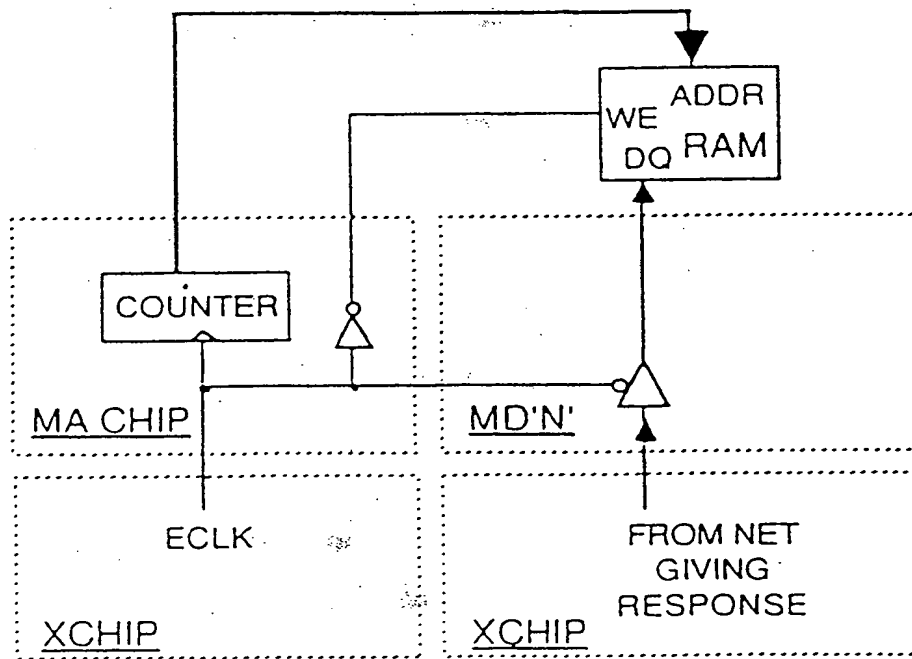 ADDR
WE
DQ RAM
COUNTER
MA CHIP
MD'N'
ECLK
FROM NET
GIVING
RESPONSE
XCHIP
XCHIP